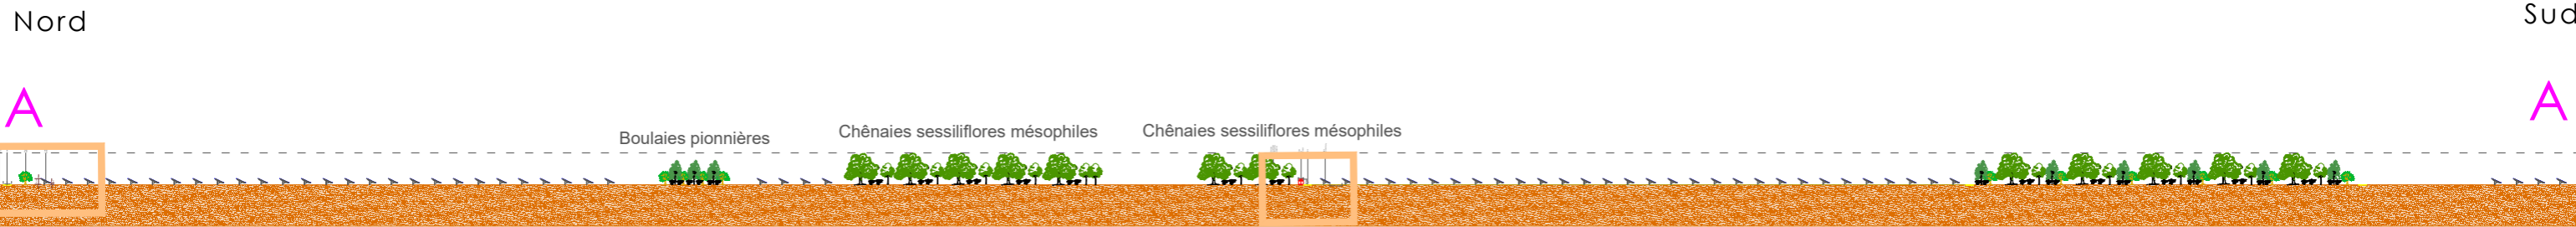 Nord
Sud
A
A
Boulaies pionnières
Chênaies sessiliflores mésophiles
Chênaies sessiliflores mésophiles